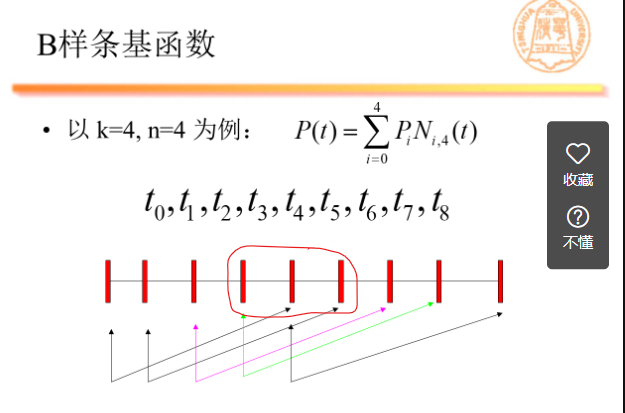 B样条基函数
• 以 k=4, n=4 为例： P(t) = ∑_{i=0}^{4} P_i N_{i,4}(t)
t_0, t_1, t_2, t_3, t_4, t_5, t_6, t_7, t_8
收藏
不懂